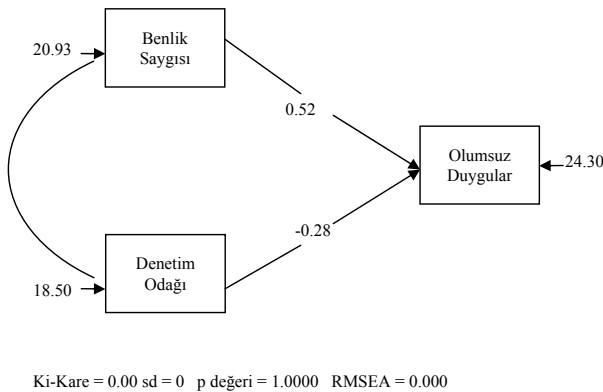 20.93
Benlik
Saygısı
0.52
Olumsuz
Duygular
24.30
-0.28
Denetim
Odağı
18.50
Ki-Kare = 0.00 sd = 0 p değeri = 1.0000 RMSEA = 0.000